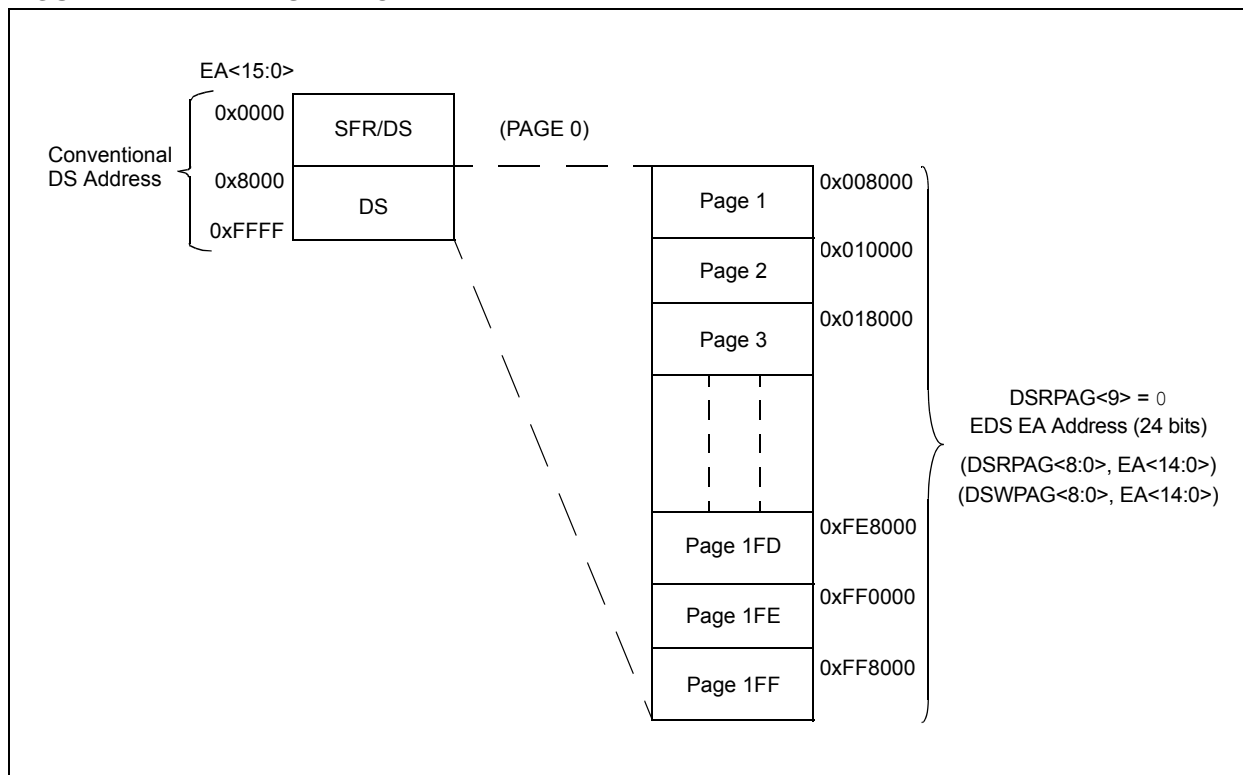 EA<15:0>
0x0000
SFR/DS
(PAGE 0)
Conventional
DS Address
0x8000
DS
0xFFFF
Page 1
0x008000
Page 2
0x010000
Page 3
0x018000
DSRPAG<9> = 0
EDS EA Address (24 bits)
(DSRPAG<8:0>, EA<14:0>)
(DSWPAG<8:0>, EA<14:0>)
Page 1FD
0xFE8000
Page 1FE
0xFF0000
Page 1FF
0xFF8000